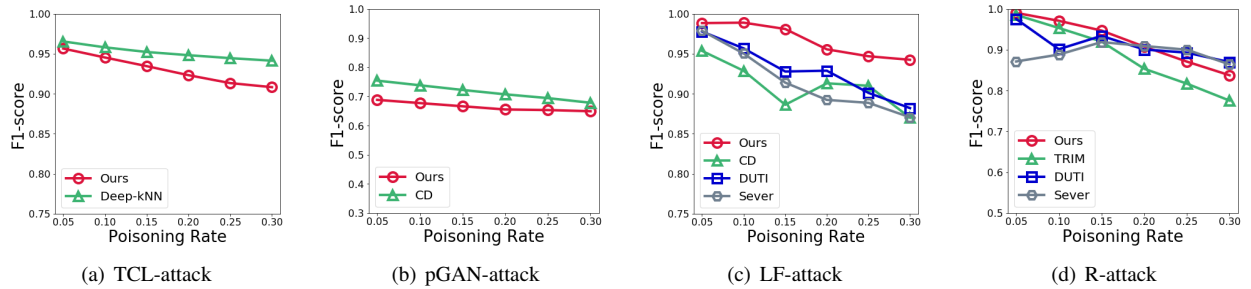 F1-score
1.00
0.95
0.90
0.85
0.80
0.75
Ours
Deep-kNN
0.05 0.10 0.15 0.20 0.25 0.30
Poisoning Rate
(a) TCL-attack
F1-score
1.0
0.9
0.8
0.7
0.6
0.5
0.4
0.3
Ours
CD
0.05 0.10 0.15 0.20 0.25 0.30
Poisoning Rate
(b) pGAN-attack
F1-score
1.00
0.95
0.90
0.85
0.80
0.75
Ours
CD
DUTI
Sever
0.05 0.10 0.15 0.20 0.25 0.30
Poisoning Rate
(c) LF-attack
F1-score
1.0
0.9
0.8
0.7
0.6
0.5
Ours
TRIM
DUTI
Sever
0.05 0.10 0.15 0.20 0.25 0.30
Poisoning Rate
(d) R-attack